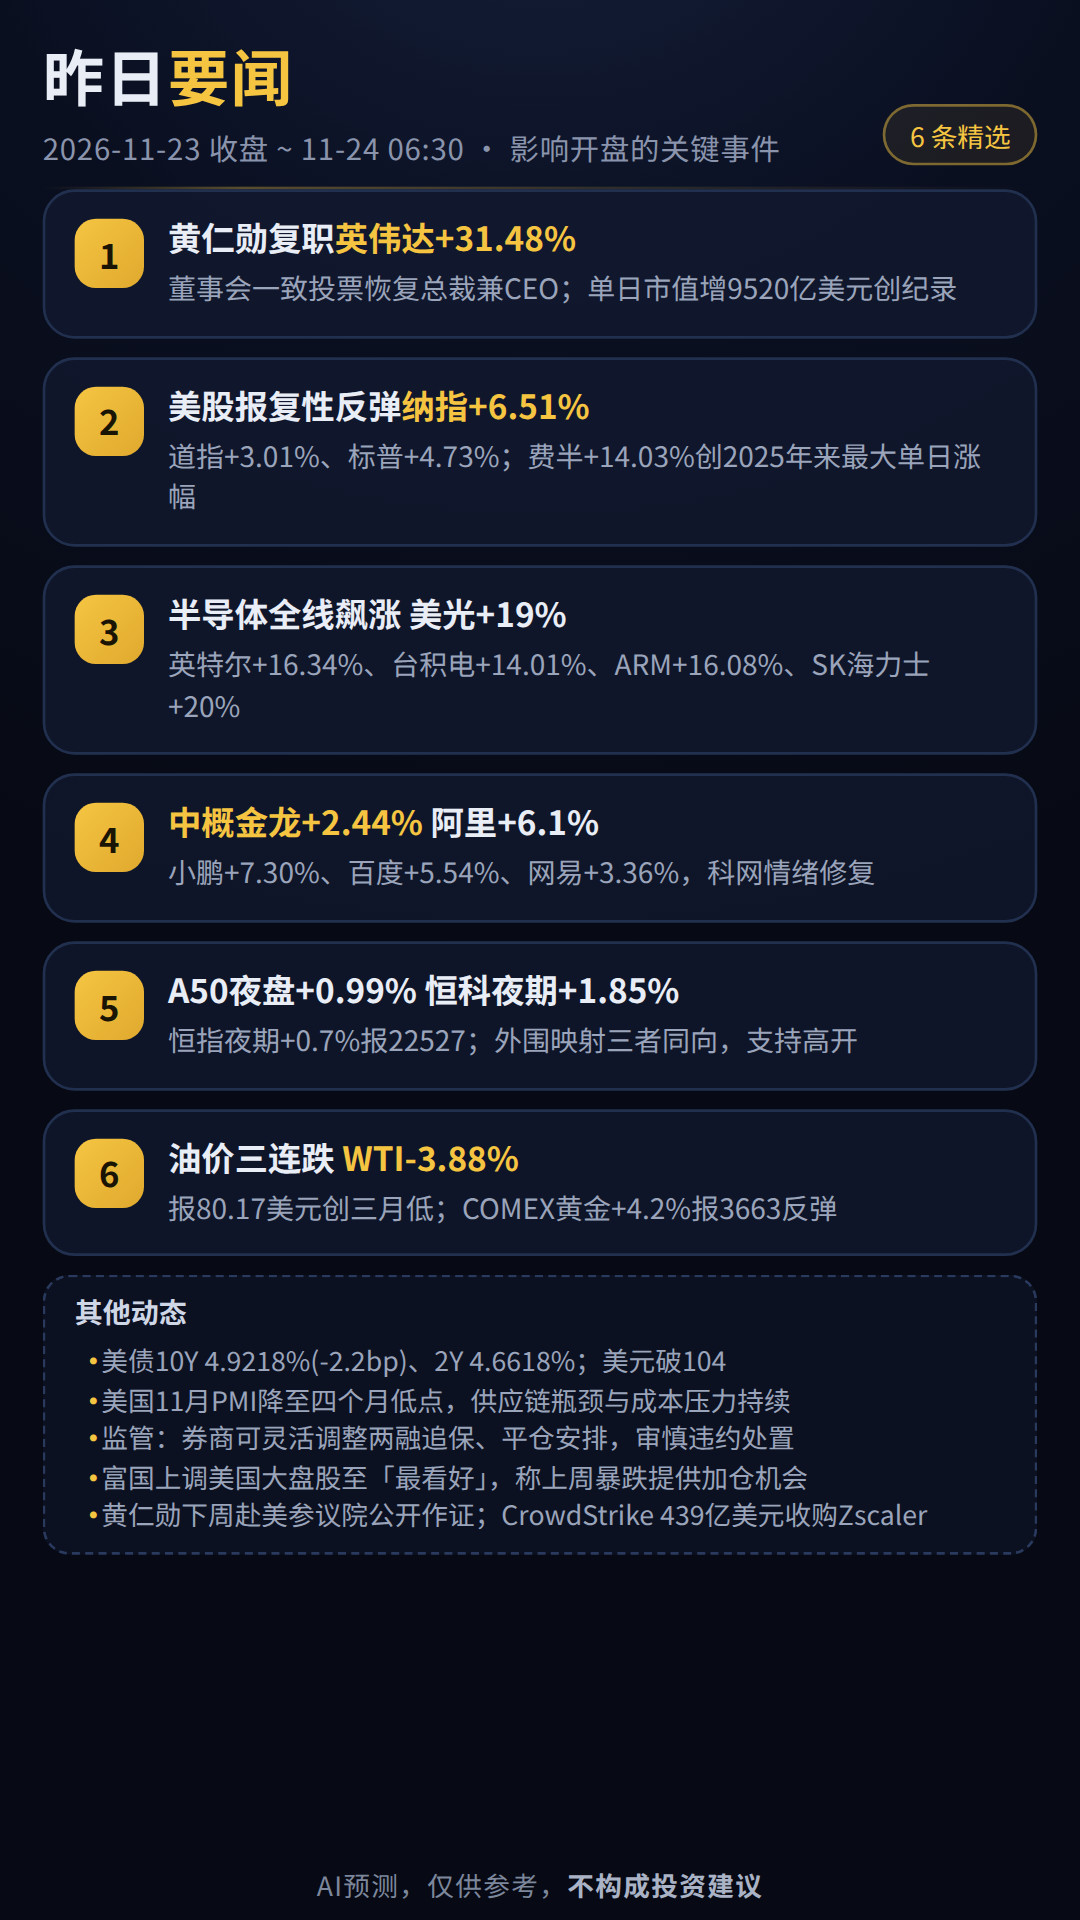 昨日要闻
2026-11-23 收盘 ~ 11-24 06:30 · 影响开盘的关键事件
6 条精选
1
黄仁勋复职英伟达+31.48%
董事会一致投票恢复总裁兼CEO；单日市值增9520亿美元创纪录
2
美股报复性反弹纳指+6.51%
道指+3.01%、标普+4.73%；费半+14.03%创2025年来最大单日涨
幅
3
半导体全线飙涨 美光+19%
英特尔+16.34%、台积电+14.01%、ARM+16.08%、SK海力士
+20%
4
中概金龙+2.44% 阿里+6.1%
小鹏+7.30%、百度+5.54%、网易+3.36%，科网情绪修复
5
A50夜盘+0.99% 恒科夜期+1.85%
恒指夜期+0.7%报22527；外围映射三者同向，支持高开
6
油价三连跌 WTI-3.88%
报80.17美元创三月低；COMEX黄金+4.2%报3663反弹
其他动态
•美债10Y 4.9218%(-2.2bp)、2Y 4.6618%；美元破104
•美国11月PMI降至四个月低点，供应链瓶颈与成本压力持续
•监管：券商可灵活调整两融追保、平仓安排，审慎违约处置
•富国上调美国大盘股至「最看好」，称上周暴跌提供加仓机会
•黄仁勋下周赴美参议院公开作证；CrowdStrike 439亿美元收购Zscaler
AI预测，仅供参考，不构成投资建议